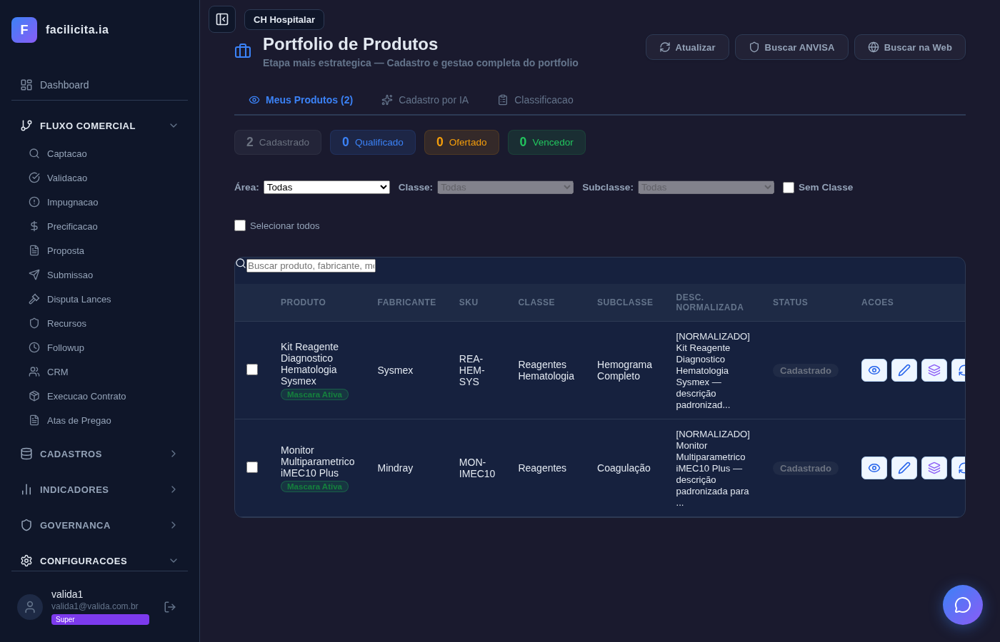 F
facilicita.ia
CH Hospitalar
Portfolio de Produtos
Etapa mais estrategica — Cadastro e gestao completa do portfolio
Atualizar
Buscar ANVISA
Buscar na Web
Dashboard
FLUXO COMERCIAL
Captacao
Validacao
Impugnacao
Precificacao
Proposta
Submissao
Disputa Lances
Recursos
Followup
CRM
Execucao Contrato
Atas de Pregao
CADASTROS
INDICADORES
GOVERNANCA
CONFIGURACOES
valida1
valida1@valida.com.br
Super
Meus Produtos (2)
Cadastro por IA
Classificacao
2 Cadastrado
0 Qualificado
0 Ofertado
0 Vencedor
Área: Todas
Classe: Todas
Subclasse: Todas
Sem Classe
Selecionar todos
Buscar produto, fabricante, m
PRODUTO
FABRICANTE
SKU
CLASSE
SUBCLASSE
DESC.
NORMALIZADA
STATUS
ACOES
Kit Reagente
Diagnostico
Hematologia
Sysmex
Mascara Ativa
Sysmex
REA-
HEM-
SYS
Reagentes
Hematologia
Hemograma
Completo
[NORMALIZADO]
Kit Reagente
Diagnostico
Hematologia
Sysmex —
descrição
padronizad...
Cadastrado
Monitor
Multiparametrico
iMEC10 Plus
Mascara Ativa
Mindray
MON-
IMEC10
Reagentes
Coagulação
[NORMALIZADO]
Monitor
Multiparametrico
iMEC10 Plus —
descrição
padronizada para
...
Cadastrado